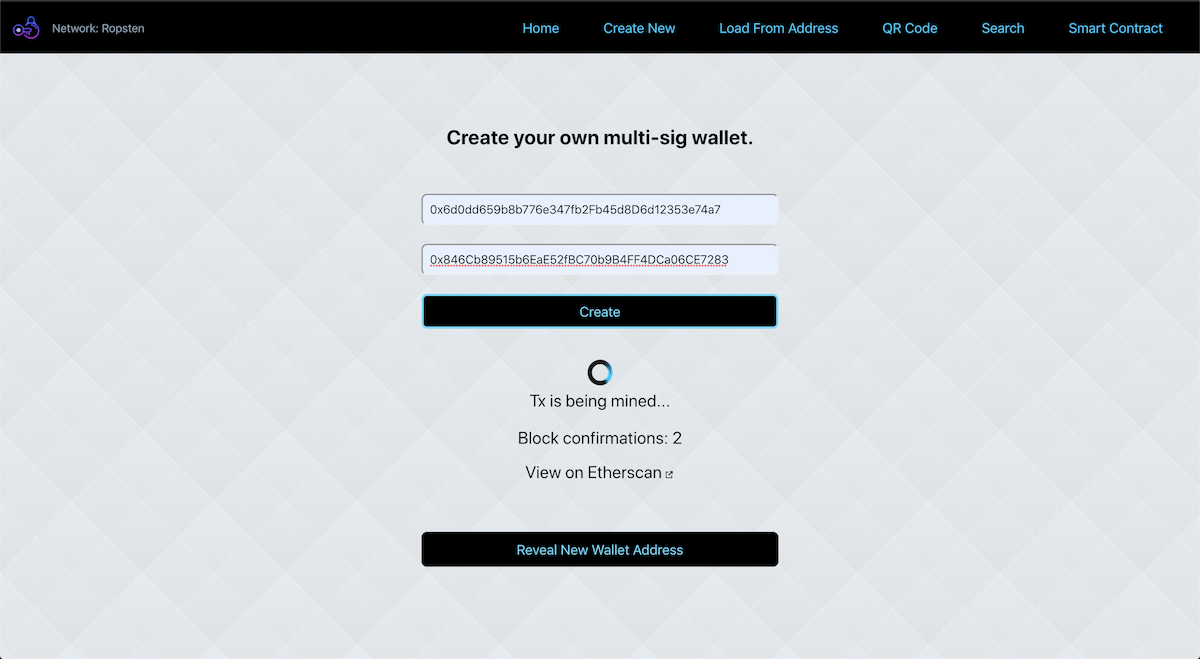 Network: Ropsten
Home Create New Load From Address QR Code Search Smart Contract
Create your own multi-sig wallet.
0x6d0dd659b8b776e347fb2Fb45d8D6d12353e74a7
0x846Cb89515b6EaE52fBC70b9B4FF4DCa06CE7283
Create
Tx is being mined...
Block confirmations: 2
View on Etherscan
Reveal New Wallet Address